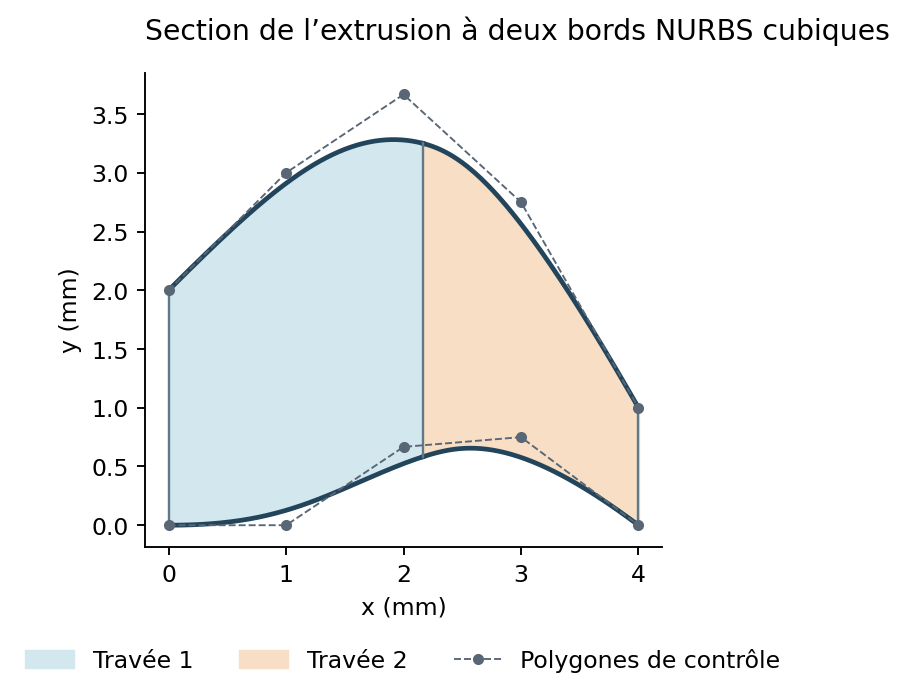 Section de l’extrusion à deux bords NURBS cubiques
y (mm)
3.5
3.0
2.5
2.0
1.5
1.0
0.5
0.0
0 1 2 3 4
x (mm)
Travée 1 Travée 2 Polygones de contrôle